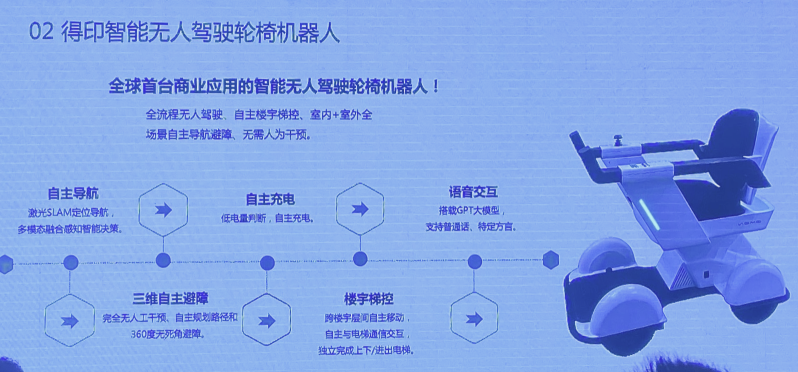 02 得印智能无人驾驶轮椅机器人
全球首台商业应用的智能无人驾驶轮椅机器人！
全流程无人驾驶、自主楼宇梯控、室内+室外全
场景自主导航避障、无需人为干预。
自主导航
激光SLAM定位导航，
多模态融合感知智能决策。
自主充电
低电量判断，自主充电。
语音交互
搭载GPT大模型，
支持普通话、特定方言。
三维自主避障
完全无人工干预、自主规划路径和
360度无死角避障。
楼宇梯控
跨楼宇层间自主移动，
自主与电梯通信交互，
独立完成上下/进出电梯。